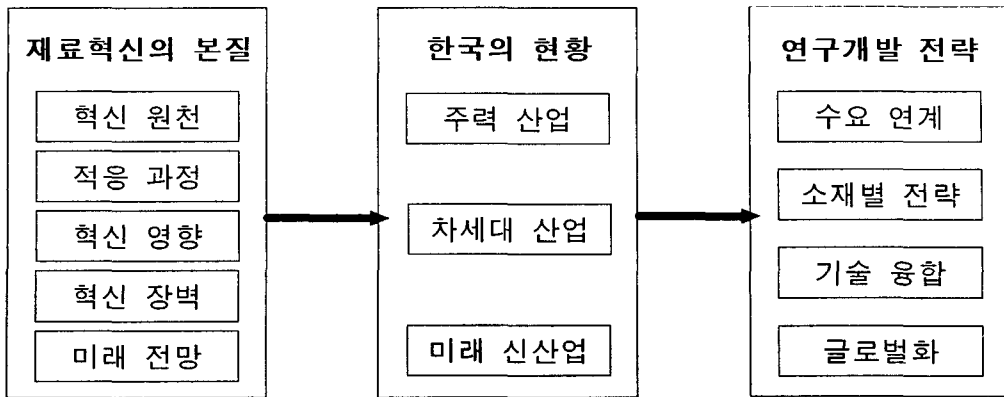 재료혁신의 본질
혁신 원천
적응 과정
혁신 영향
혁신 장벽
미래 전망
한국의 현황
주력 산업
차세대 산업
미래 신산업
연구개발 전략
수요 연계
소재별 전략
기술 융합
글로벌화